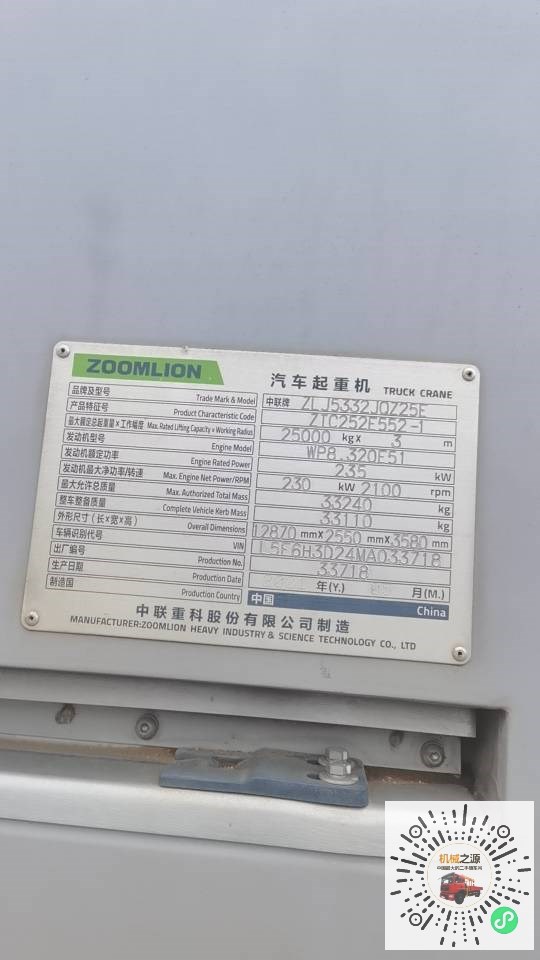 ZOOMLION
汽车起重机 TRUCK CRANE
品牌及型号 Trade Mark & Model 中联牌 ZLJ5332JQZ25E
产品特征号 Product Characteristic Code ZTC252E552-1
最大额定总起重量×工作幅度 Max. Rated Lifting Capacity × Working Radius 25000 kg x 3 m
发动机型号 Engine Model WP8.320E51
发动机额定功率 Engine Rated Power 235 kW
发动机最大净功率/转速 Max. Engine Net Power/RPM 230 kW 2100 rpm
最大允许总质量 Max. Authorized Total Mass 33240 kg
整车整备质量 Complete Vehicle Kerb Mass 33110 kg
外形尺寸（长×宽×高） Overall Dimensions 12870 mm X 2550 mm X 3580 mm
车辆识别代号 VIN L5E6H3D24MA033718
出厂编号 Production No. 33718
生产日期 Production Date 年(Y.) 月(M.)
制造国 Production Country 中国 China
中联重科股份有限公司制造
MANUFACTURER:ZOOMLION HEAVY INDUSTRY & SCIENCE TECHNOLOGY CO., LTD
机械之源